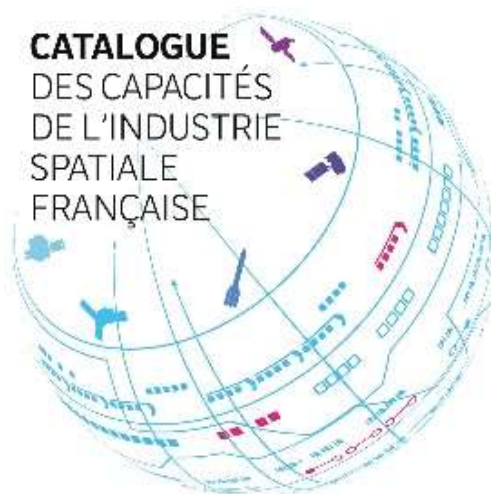 CATALOGUE
DES CAPACITÉS
DE L'INDUSTRIE
SPATIALE
FRANÇAISE